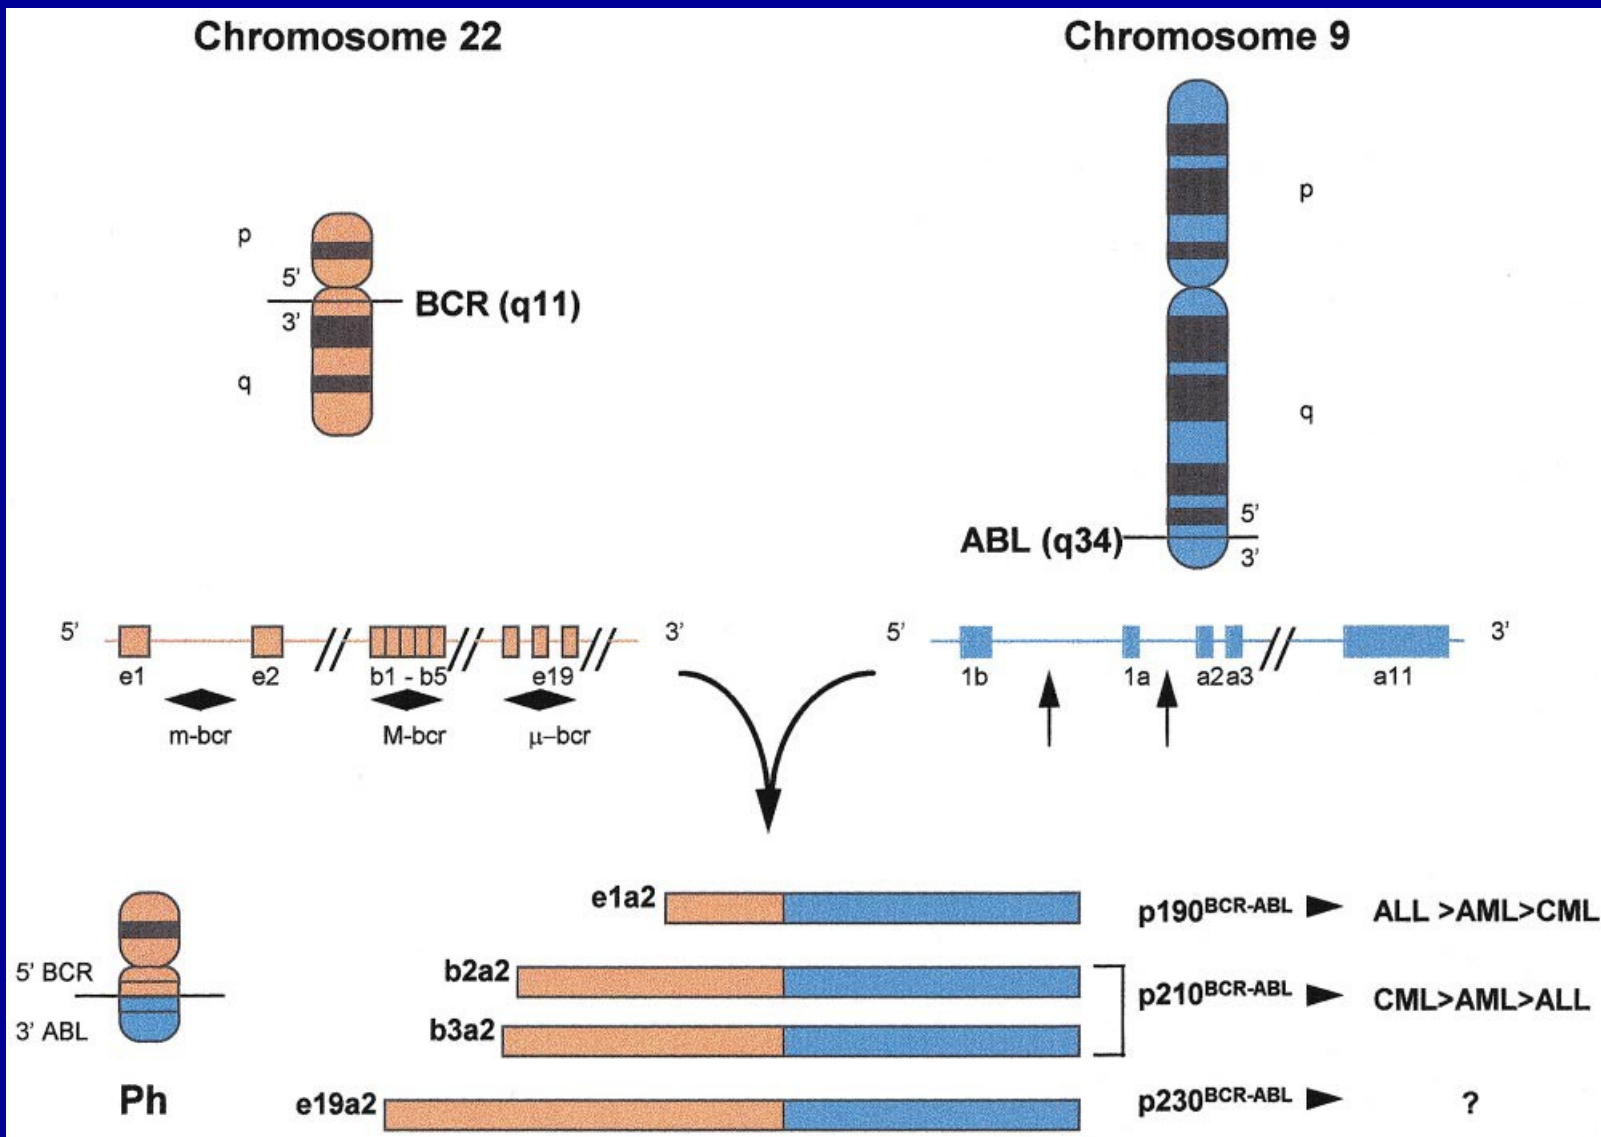 Chromosome 22
Chromosome 9
p
5'
BCR (q11)
3'
q
p
q
5'
ABL (q34)
3'
5'
3'
5'
3'
e1
e2
b1 - b5
e19
1b
1a
a2 a3
a11
m-bcr
M-bcr
μ–bcr
e1a2
p190BCR-ABL
ALL >AML>CML
5' BCR
b2a2
p210BCR-ABL
CML>AML>ALL
3' ABL
b3a2
Ph
e19a2
p230BCR-ABL
?